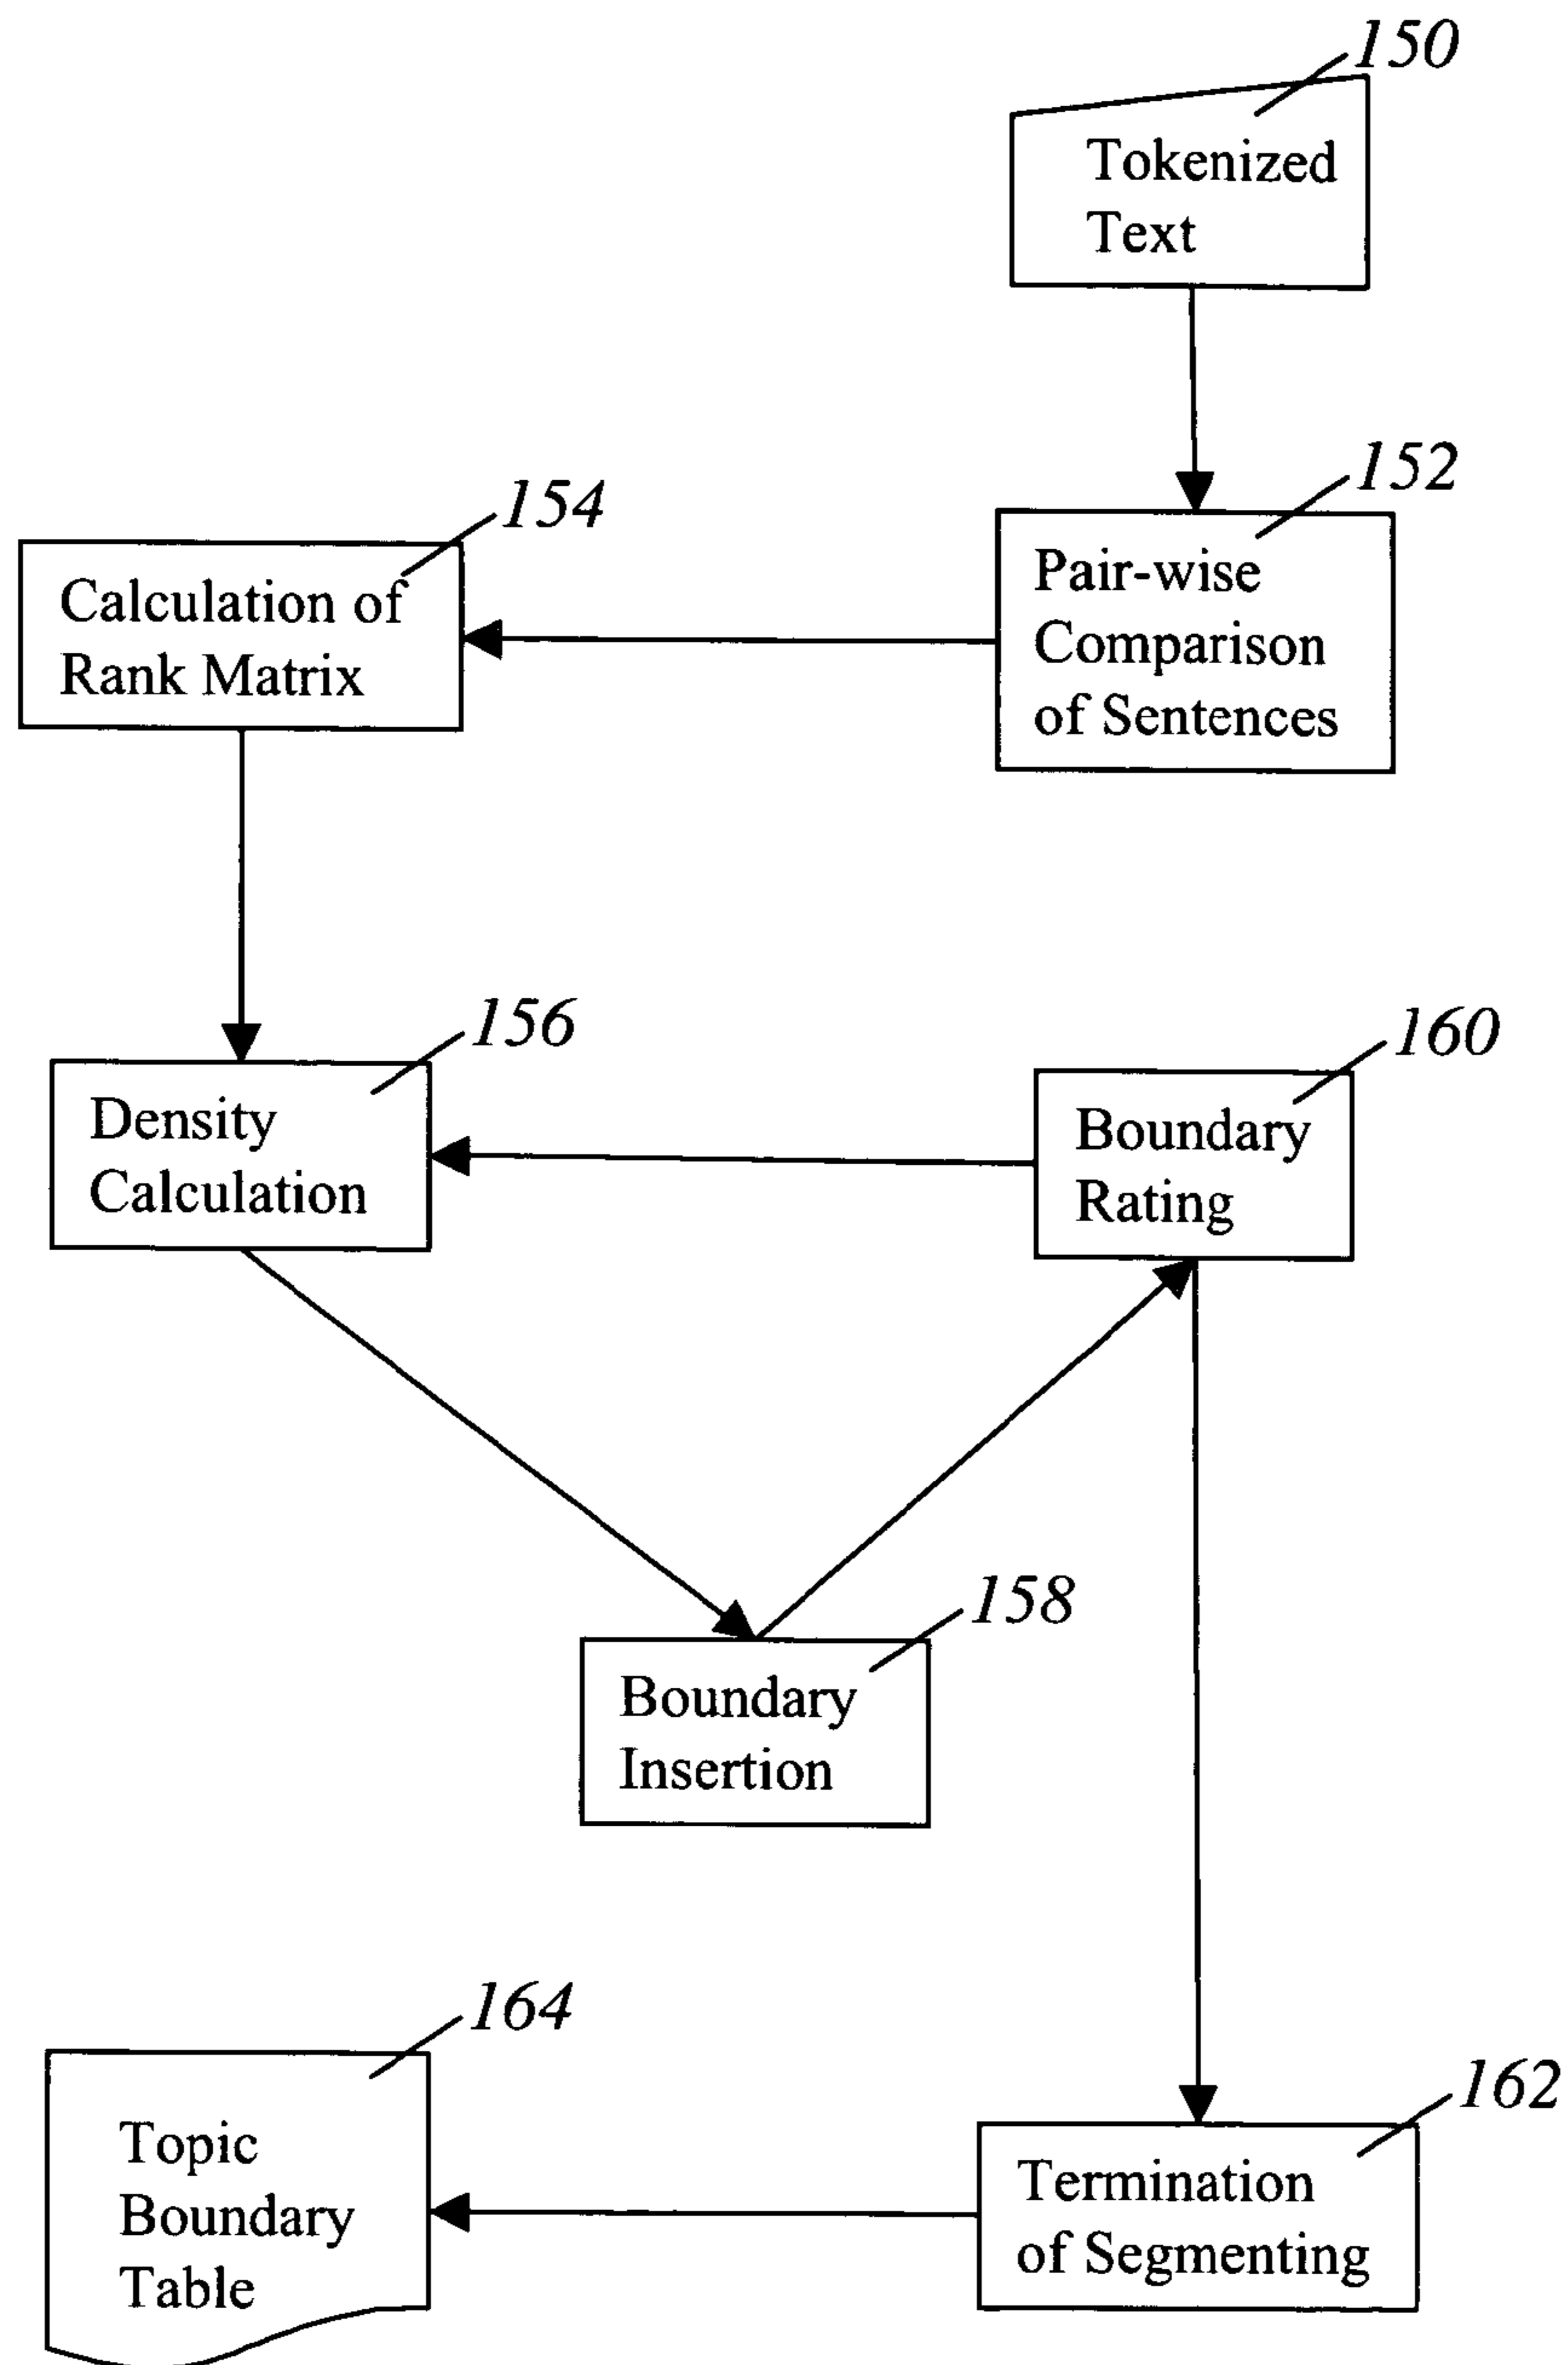 150
Tokenized
Text
152
Pair-wise
Comparison
of Sentences
154
Calculation of
Rank Matrix
156
Density
Calculation
160
Boundary
Rating
158
Boundary
Insertion
164
Topic
Boundary
Table
162
Termination
of Segmenting